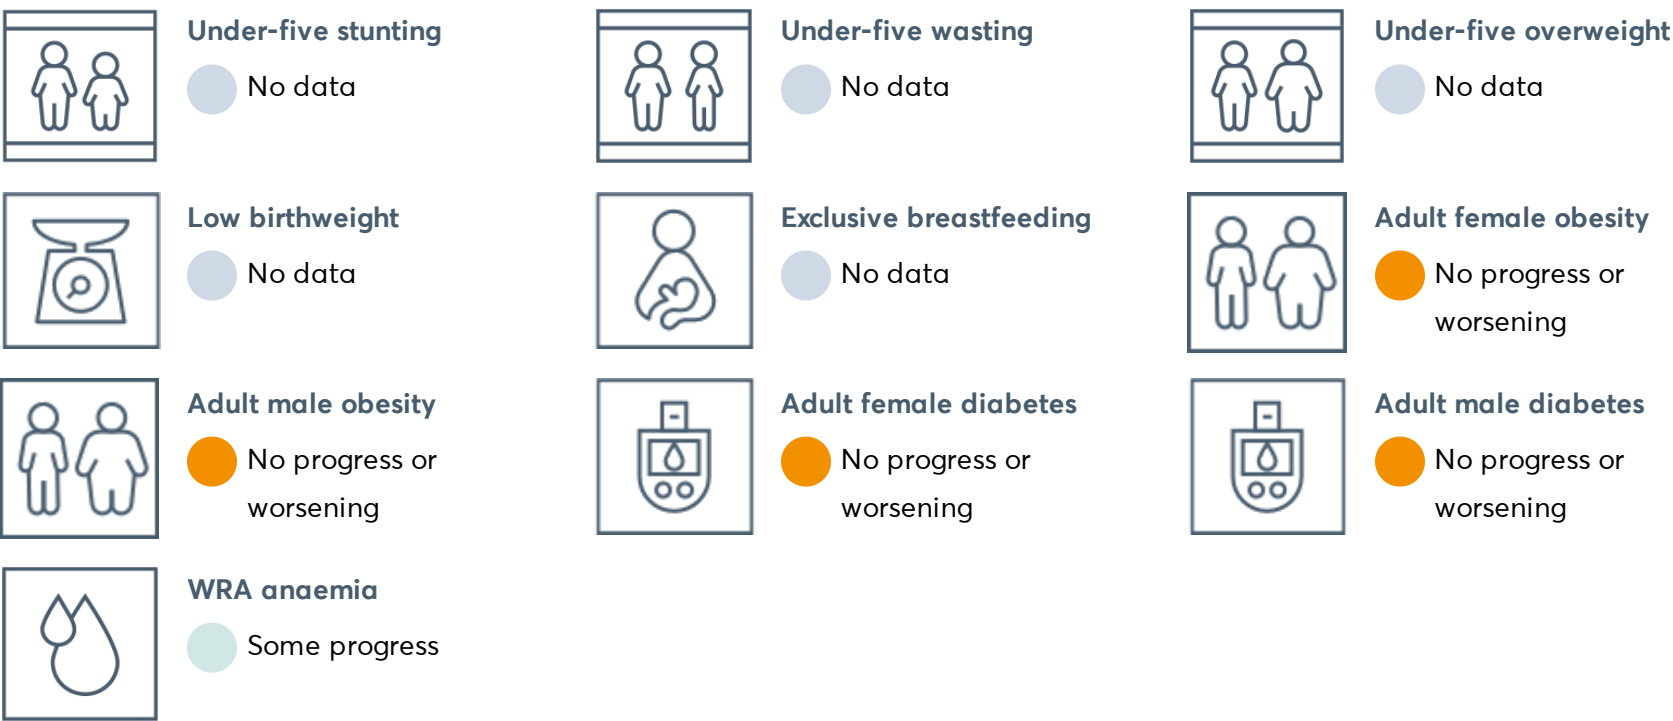 Under-five stunting
No data
Under-five wasting
No data
Under-five overweight
No data
Low birthweight
No data
Exclusive breastfeeding
No data
Adult female obesity
No progress or
worsening
Adult male obesity
No progress or
worsening
Adult female diabetes
No progress or
worsening
Adult male diabetes
No progress or
worsening
WRA anaemia
Some progress